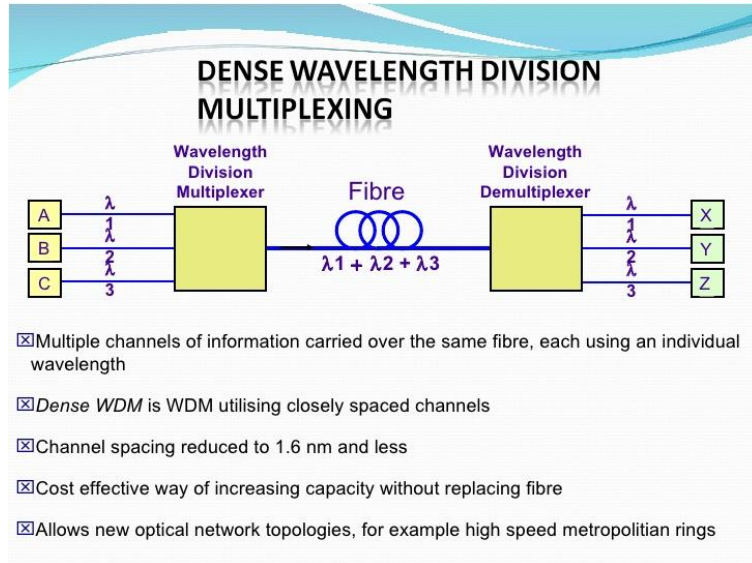 DENSE WAVELENGTH DIVISION
MULTIPLEXING
Wavelength
Division
Multiplexer
Wavelength
Division
Demultiplexer
Fibre
A
λ
1
B
λ
2
C
λ
3
λ1 + λ2 + λ3
λ
1
X
λ
2
Y
λ
3
Z
Multiple channels of information carried over the same fibre, each using an individual
wavelength
Dense WDM is WDM utilising closely spaced channels
Channel spacing reduced to 1.6 nm and less
Cost effective way of increasing capacity without replacing fibre
Allows new optical network topologies, for example high speed metropolitian rings